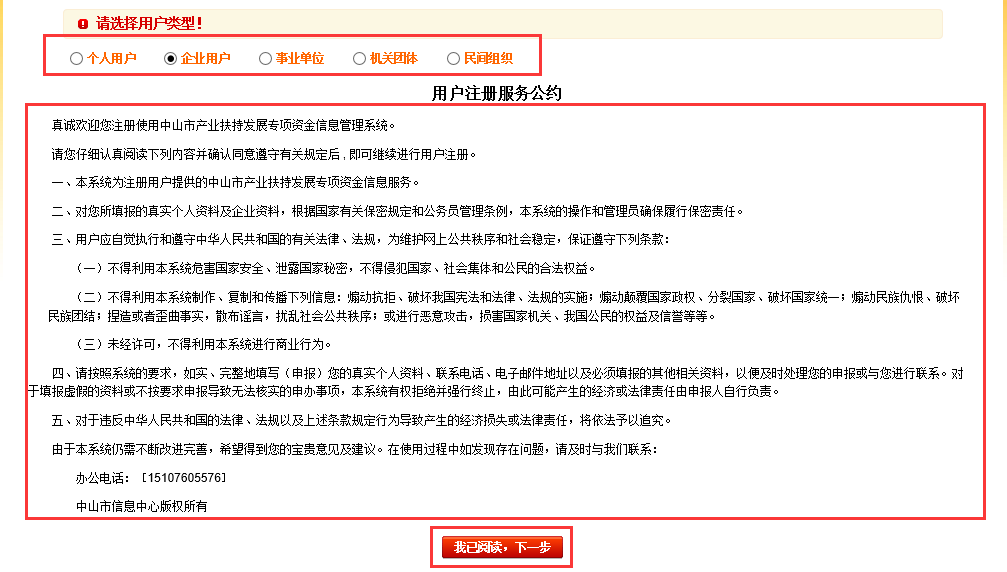 请选择用户类型！
个人用户 企业用户 事业单位 机关团体 民间组织
用户注册服务公约
真诚欢迎您注册使用中山市产业扶持发展专项资金信息管理系统。
请您仔细认真阅读下列内容并确认同意遵守有关规定后，即可继续进行用户注册。
一、本系统为注册用户提供的中山市产业扶持发展专项资金信息服务。
二、对您所填报的真实个人资料及企业资料，根据国家有关保密规定和公务员管理条例，本系统的操作和管理员确保履行保密责任。
三、用户应自觉执行和遵守中华人民共和国的有关法律、法规，为维护网上公共秩序和社会稳定，保证遵守下列条款：
（一）不得利用本系统危害国家安全、泄露国家秘密，不得侵犯国家、社会集体和公民的合法权益。
（二）不得利用本系统制作、复制和传播下列信息：煽动抗拒、破坏我国宪法和法律、法规的实施；煽动颠覆国家政权、分裂国家、破坏国家统一；煽动民族仇恨、破坏
民族团结；捏造或者歪曲事实，散布谣言，扰乱社会公共秩序；或进行恶意攻击，损害国家机关、我国公民的权益及信誉等等。
（三）未经许可，不得利用本系统进行商业行为。
四、请按照系统的要求，如实、完整地填写（申报）您的真实个人资料、联系电话、电子邮件地址以及必须填报的其他相关资料，以便及时处理您的申报或与您进行联系。对
于填报虚假的资料或不按要求申报导致无法核实的申办事项，本系统有权拒绝并强行终止，由此可能产生的经济或法律责任由申报人自行负责。
五、对于违反中华人民共和国的法律、法规以及上述条款规定行为导致产生的经济损失或法律责任，将依法予以追究。
由于本系统仍需不断改进完善，希望得到您的宝贵意见及建议。在使用过程中如发现存在问题，请及时与我们联系：
办公电话：［15107605576］
中山市信息中心版权所有
我已阅读，下一步